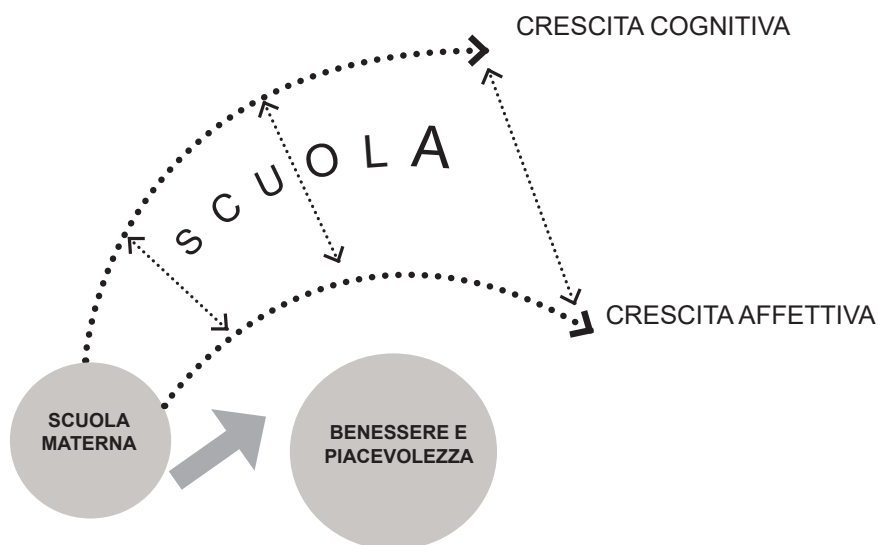 CRESCITA COGNITIVA
SCUOLA
CRESCITA AFFETTIVA
SCUOLA
MATERNA
BENESSERE E
PIACEVOLEZZA